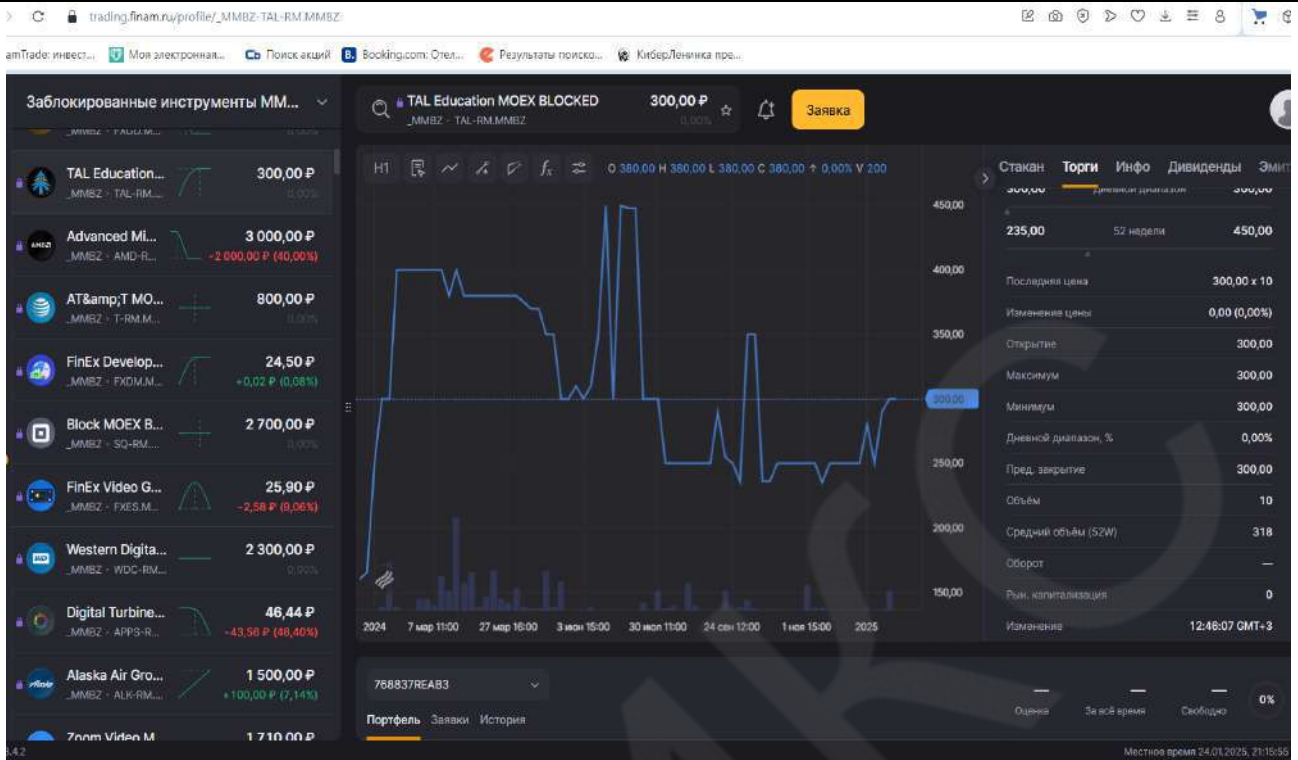 trading.finam.ru/profile/_MMBZ-TAL-RM.MMBZ
amTrade: инвест... Моя электронная... Поиск акций Booking.com: Отел... Результаты поиско... КиберЛенинка пре...
Заблокированные инструменты ММ...
TAL Education MOEX BLOCKED 300,00 ₽
_MMBZ · TAL-RM.MMBZ 0,00%
Заявка
TAL Education... 300,00 ₽
_MMBZ · TAL-RM.... 0,00%
Advanced Mi... 3 000,00 ₽
_MMBZ · AMD-R... -2 000,00 ₽ (40,00%)
AT&amp;T MO... 800,00 ₽
_MMBZ · T-RM.M... 0,00%
FinEx Develop... 24,50 ₽
_MMBZ · FXDM.M... +0,02 ₽ (0,08%)
Block MOEX B... 2 700,00 ₽
_MMBZ · SQ-RM.... 0,00%
FinEx Video G... 25,90 ₽
_MMBZ · FXES.M... -2,58 ₽ (9,06%)
Western Digita... 2 300,00 ₽
_MMBZ · WDC-RM... 0,00%
Digital Turbine... 46,44 ₽
_MMBZ · APPS-R... -43,56 ₽ (48,40%)
Alaska Air Gro... 1 500,00 ₽
_MMBZ · ALK-RM.... +100,00 ₽ (7,14%)
Zoom Video M... 1 710,00 ₽
H1 fx O 380,00 H 380,00 L 380,00 C 380,00 ↑ 0,00% V 200
450,00
400,00
350,00
300,00
250,00
200,00
150,00
2024 7 мар 11:00 27 мар 16:00 3 июн 15:00 30 июл 11:00 24 сен 12:00 1 ноя 15:00 2025
Стакан Торги Инфо Дивиденды Эмит
300,00 Дневной диапазон 300,00
235,00 52 недели 450,00
Последняя цена 300,00 x 10
Изменение цены 0,00 (0,00%)
Открытие 300,00
Максимум 300,00
Минимум 300,00
Дневной диапазон, % 0,00%
Пред. закрытие 300,00
Объём 10
Средний объём (52W) 318
Оборот —
Рын. капитализация 0
Изменение 12:46:07 GMT+3
768837REAB3
Портфель Заявки История
Оценка За всё время Свободно 0%
Местное время 24.01.2025, 21:15:55